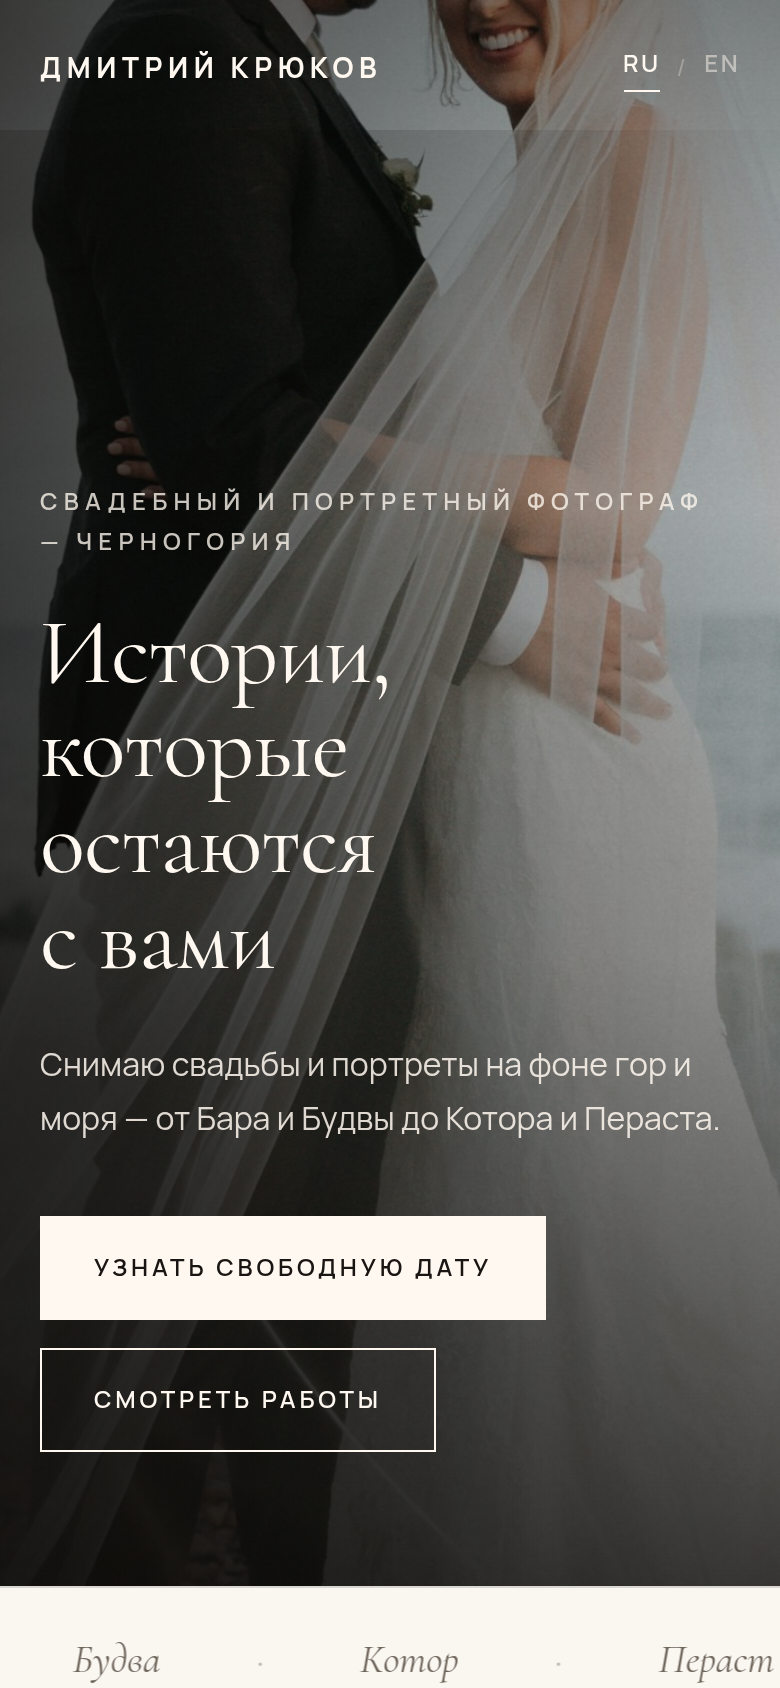 ДМИТРИЙ КРЮКОВ
RU / EN
СВАДЕБНЫЙ И ПОРТРЕТНЫЙ ФОТОГРАФ
— ЧЕРНОГОРИЯ
Истории,
которые
остаются
с вами
Снимаю свадьбы и портреты на фоне гор и
моря — от Бара и Будвы до Котора и Пераста.
УЗНАТЬ СВОБОДНУЮ ДАТУ
СМОТРЕТЬ РАБОТЫ
Будва · Котор · Пераст